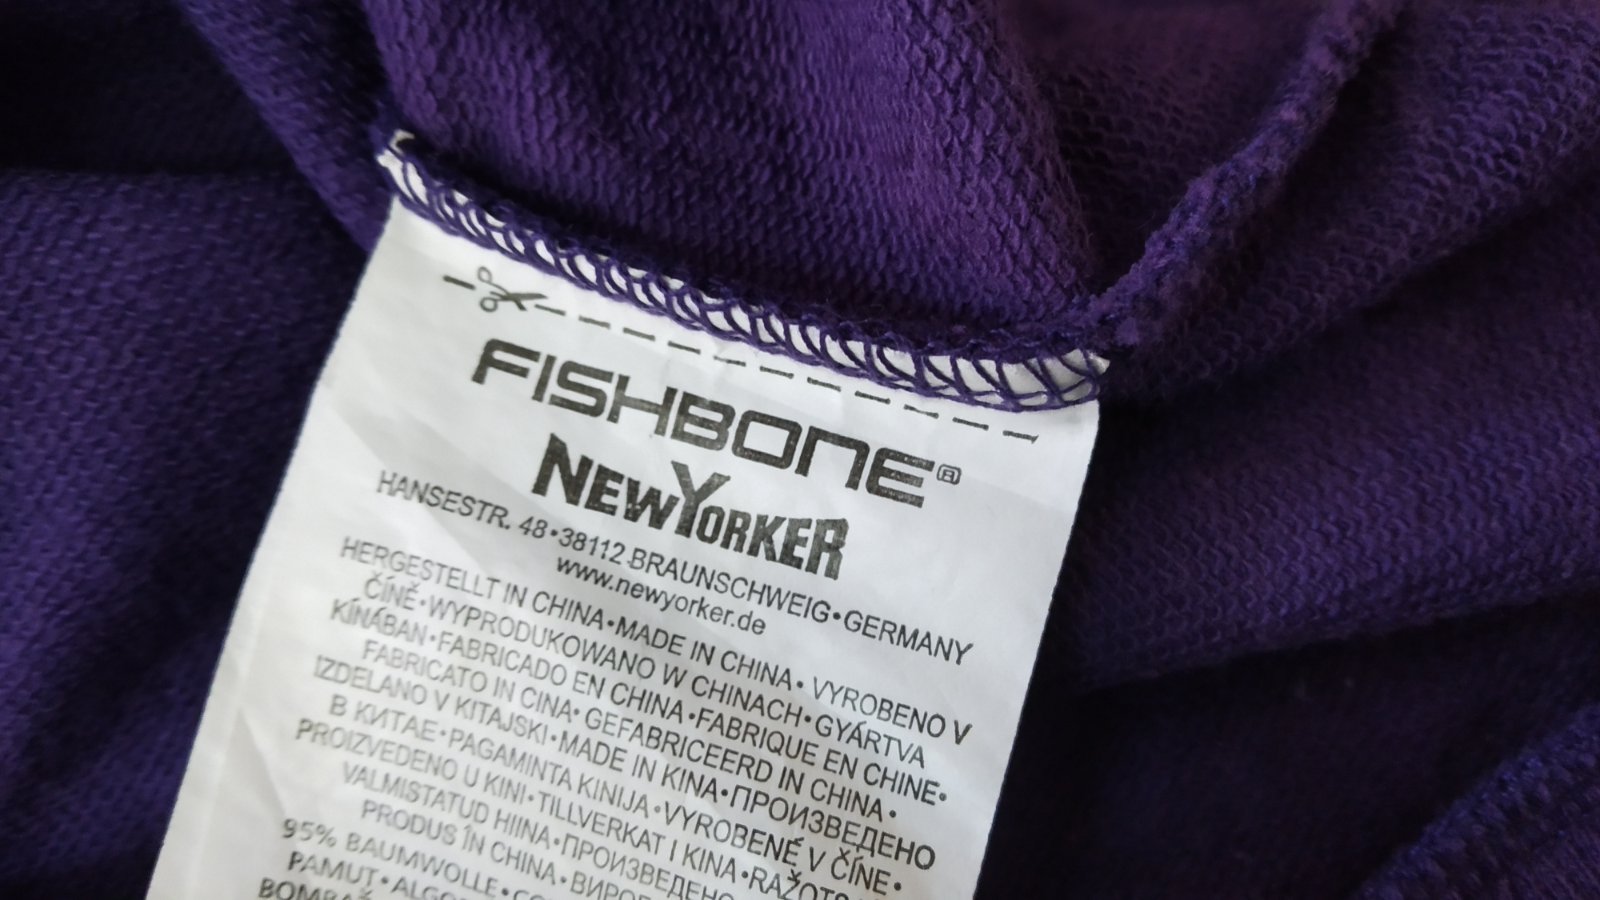 FISHBONE®
NEWYORKER
HANSESTR. 48•38112 BRAUNSCHWEIG•GERMANY
www.newyorker.de
HERGESTELLT IN CHINA•MADE IN CHINA•VYROBENO V
ČÍNĚ•WYPRODUKOWANO W CHINACH•GYÁRTVA
KÍNÁBAN•FABRICADO EN CHINA•FABRIQUE EN CHINE•
FABRICATO IN CINA•GEFABRICEERD IN CHINA•
IZDELANO V KITAJSKI•MADE IN KINA•ПРОИЗВЕДЕНО
В КИТАЕ•PAGAMINTA KINIJA•VYROBENÉ V ČÍNE•
PROIZVEDENO U KINI•TILLVERKAT I KINA•RAŽOTS
VALMISTATUD HIINA•ПРОИЗВЕДЕНО
PRODUS ÎN CHINA•
95% BAUMWOLLE•
PAMUT•